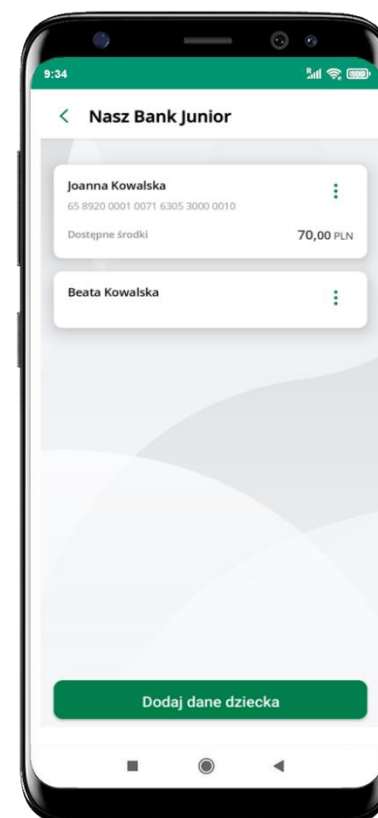 9:34
Nasz Bank Junior
Joanna Kowalska
65 8920 0001 0071 6305 3000 0010
Dostępne środki 70,00 PLN
Beata Kowalska
Dodaj dane dziecka